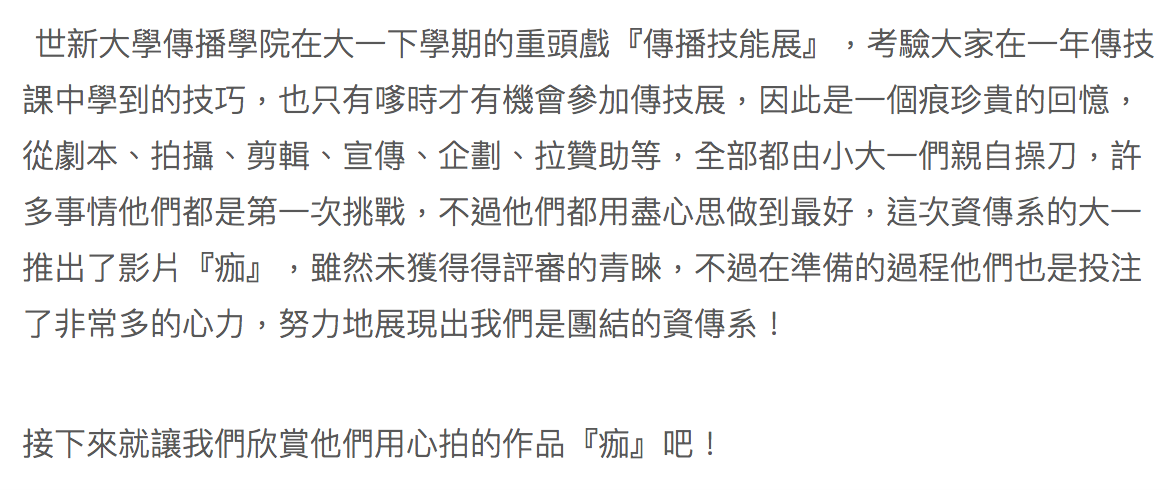 世新大學傳播學院在大一下學期的重頭戲『傳播技能展』，考驗大家在一年傳技
課中學到的技巧，也只有嗲時才有機會參加傳技展，因此是一個痕珍貴的回憶，
從劇本、拍攝、剪輯、宣傳、企劃、拉贊助等，全部都由小大一們親自操刀，許
多事情他們都是第一次挑戰，不過他們都用盡心思做到最好，這次資傳系的大一
推出了影片『痂』，雖然未獲得得評審的青睞，不過在準備的過程他們也是投注
了非常多的心力，努力地展現出我們是團結的資傳系！
接下來就讓我們欣賞他們用心拍的作品『痂』吧！